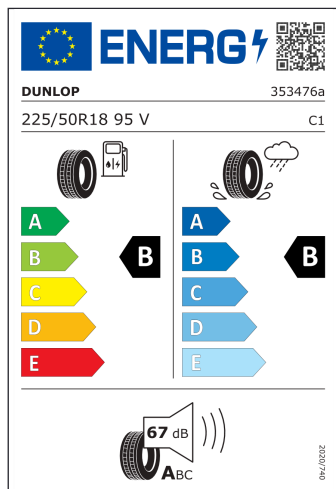 ENERG
DUNLOP 353476a
225/50R18 95 V C1
A
B
C
D
E
B
A
B
C
D
E
B
67 dB
ABC
2020/740